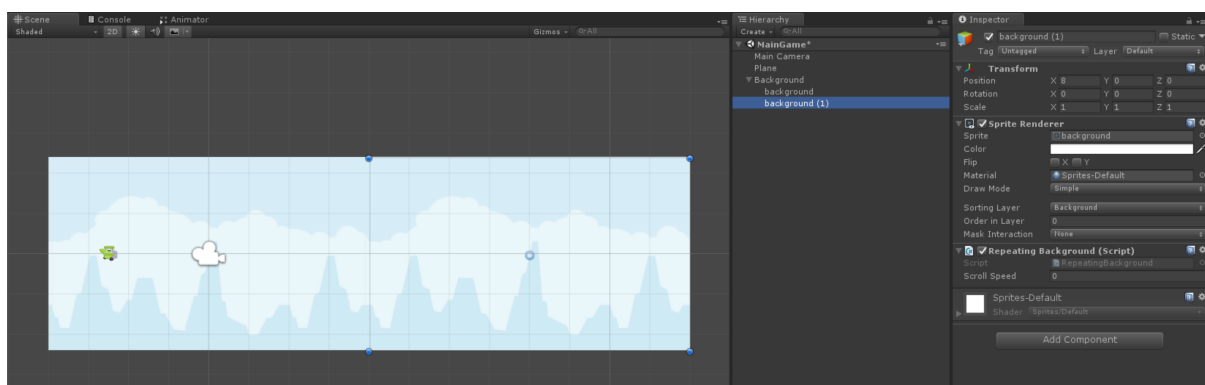 Scene Console Animator
Shaded 2D Gizmos All
Hierarchy
Create All
MainGame*
Main Camera
Plane
Background
background
background (1)
Inspector
background (1) Static
Tag Untagged Layer Default
Transform
Position X 8 Y 0 Z 0
Rotation X 0 Y 0 Z 0
Scale X 1 Y 1 Z 1
Sprite Renderer
Sprite background
Color
Flip X Y
Material Sprites-Default
Draw Mode Simple
Sorting Layer Background
Order in Layer 0
Mask Interaction None
Repeating Background (Script)
Script RepeatingBackground
Scroll Speed 0
Sprites-Default
Shader Sprites/Default
Add Component